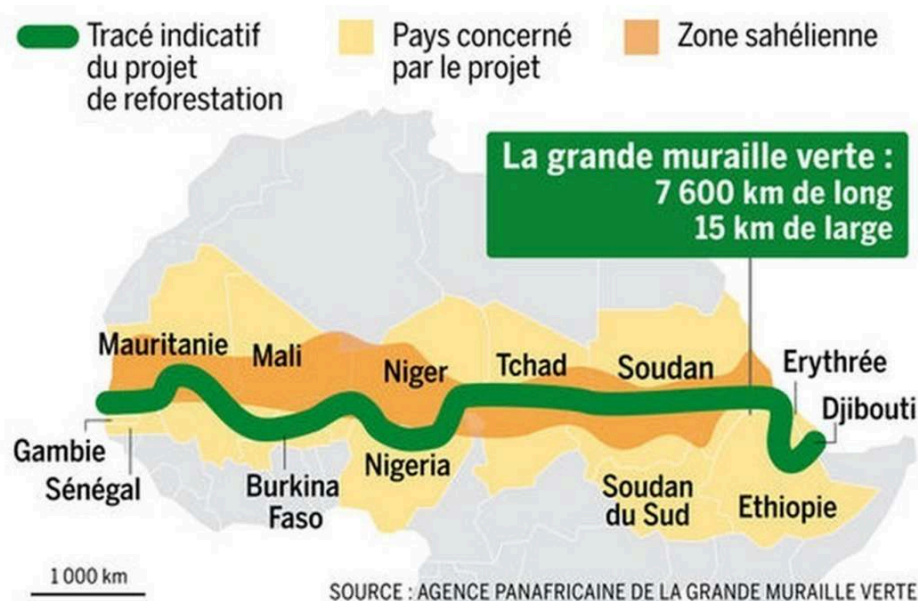 Tracé indicatif
du projet
de reforestation
Pays concerné
par le projet
Zone sahélienne
La grande muraille verte :
7 600 km de long
15 km de large
Mauritanie
Mali
Niger
Tchad
Soudan
Erythrée
Djibouti
Gambie
Sénégal
Burkina
Faso
Nigeria
Soudan
du Sud
Ethiopie
1 000 km
SOURCE : AGENCE PANAFRICAINE DE LA GRANDE MURAILLE VERTE